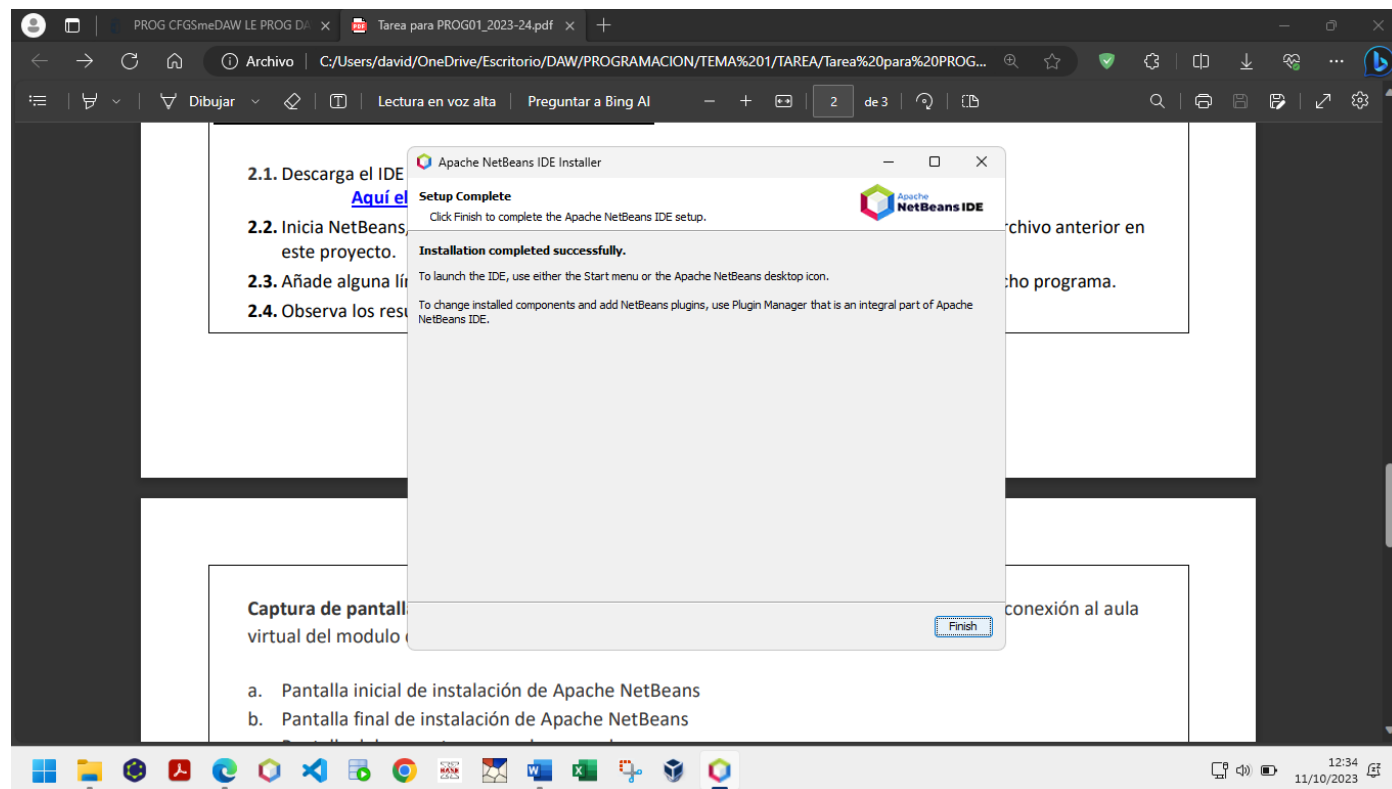 PROG CFGSmeDAW LE PROG DA
Tarea para PROG01_2023-24.pdf
Archivo
C:/Users/david/OneDrive/Escritorio/DAW/PROGRAMACION/TEMA%201/TAREA/Tarea%20para%20PROG...
Dibujar
Lectura en voz alta
Preguntar a Bing AI
2
de 3
2.1. Descarga el IDE
Aquí el
2.2. Inicia NetBeans,
chivo anterior en
este proyecto.
2.3. Añade alguna
cho programa.
2.4. Observa los
Apache NetBeans IDE Installer
Setup Complete
Click Finish to complete the Apache NetBeans IDE setup.
Apache
NetBeans IDE
Installation completed successfully.
To launch the IDE, use either the Start menu or the Apache NetBeans desktop icon.
To change installed components and add NetBeans plugins, use Plugin Manager that is an integral part of Apache
NetBeans IDE.
Finish
Captura de pantall
conexión al aula
virtual del modulo
a. Pantalla inicial de instalación de Apache NetBeans
b. Pantalla final de instalación de Apache NetBeans
12:34
11/10/2023